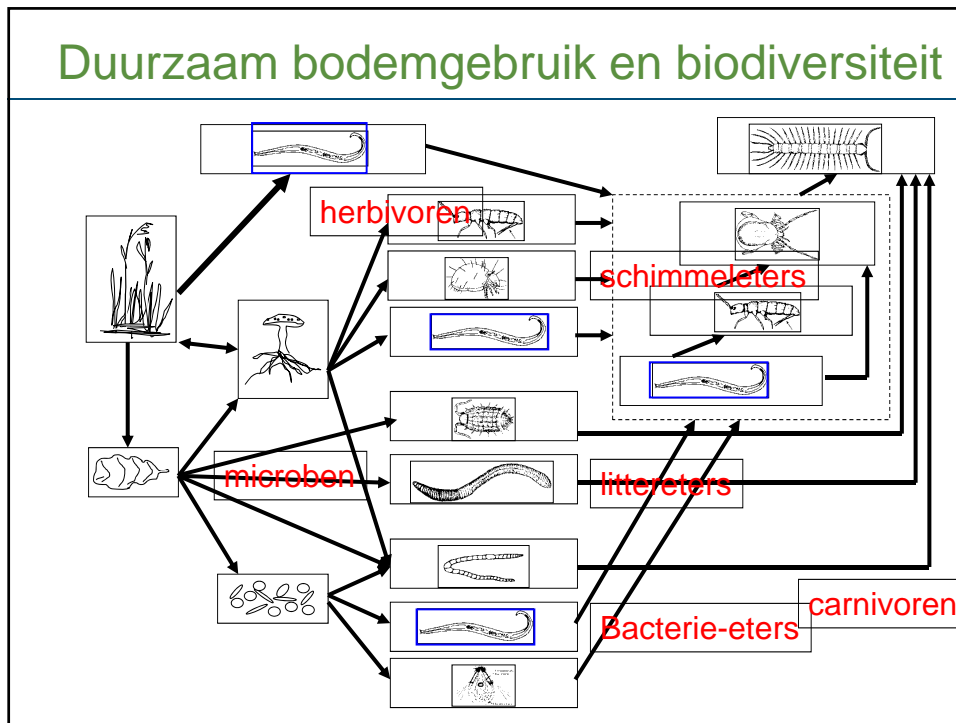 Duurzaam bodemgebruik en biodiversiteit
herbivoren
schimmeleters
microben
littereters
Bacterie-eters
carnivoren